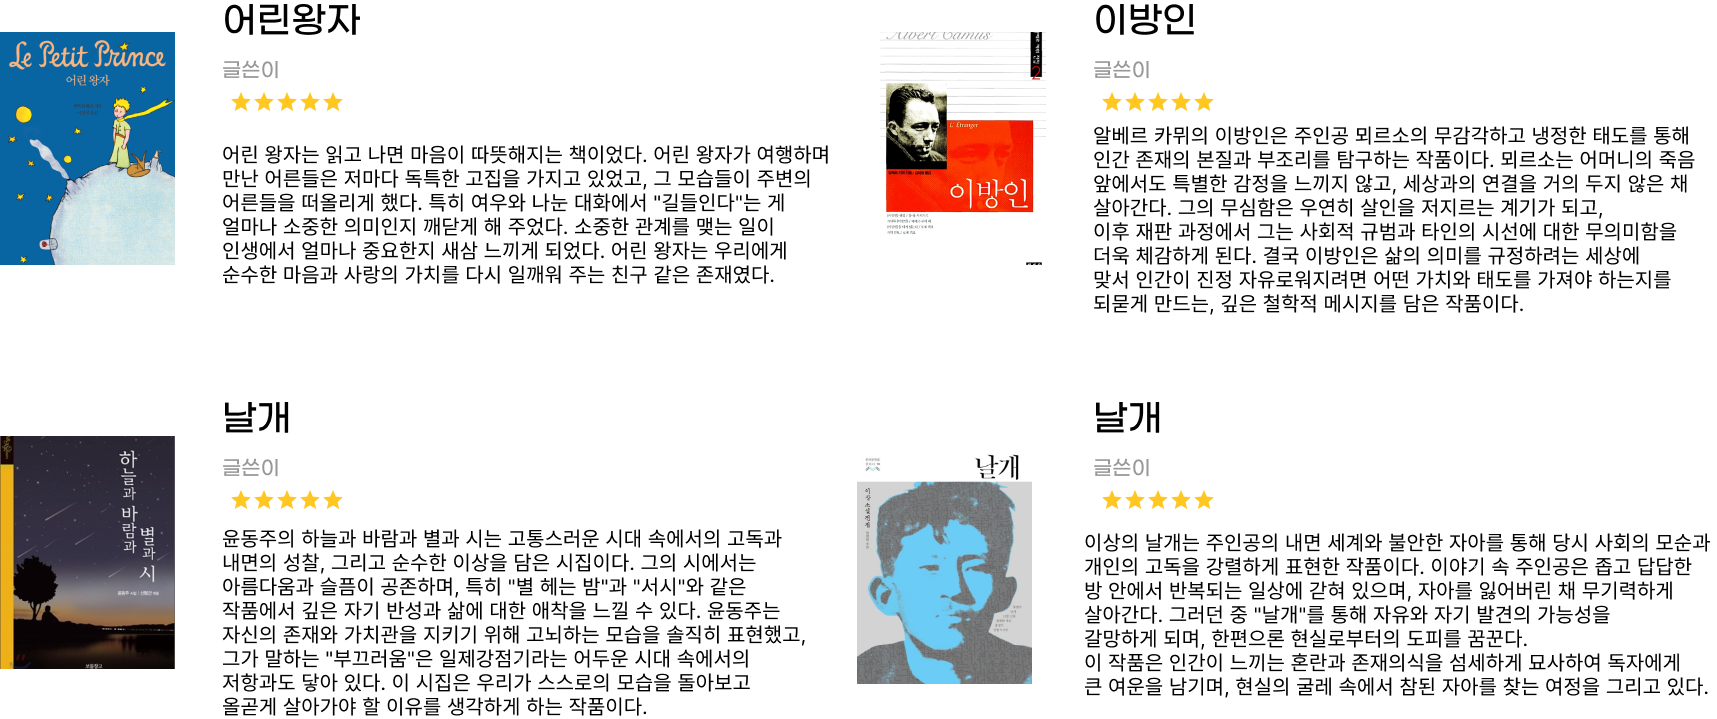 어린왕자
글쓴이
어린 왕자는 읽고 나면 마음이 따뜻해지는 책이었다. 어린 왕자가 여행하며
만난 어른들은 저마다 독특한 고집을 가지고 있었고, 그 모습들이 주변의
어른들을 떠올리게 했다. 특히 여우와 나눈 대화에서 "길들인다"는 게
얼마나 소중한 의미인지 깨닫게 해 주었다. 소중한 관계를 맺는 일이
인생에서 얼마나 중요한지 새삼 느끼게 되었다. 어린 왕자는 우리에게
순수한 마음과 사랑의 가치를 다시 일깨워 주는 친구 같은 존재였다.
Le Petit Prince
어린 왕자
이방인
글쓴이
알베르 카뮈의 이방인은 주인공 뫼르소의 무감각하고 냉정한 태도를 통해
인간 존재의 본질과 부조리를 탐구하는 작품이다. 뫼르소는 어머니의 죽음
앞에서도 특별한 감정을 느끼지 않고, 세상과의 연결을 거의 두지 않은 채
살아간다. 그의 무심함은 우연히 살인을 저지르는 계기가 되고,
이후 재판 과정에서 그는 사회적 규범과 타인의 시선에 대한 무의미함을
더욱 체감하게 된다. 결국 이방인은 삶의 의미를 규정하려는 세상에
맞서 인간이 진정 자유로워지려면 어떤 가치와 태도를 가져야 하는지를
되묻게 만드는, 깊은 철학적 메시지를 담은 작품이다.
Albert Camus
2
L'Étranger
이방인
날개
글쓴이
윤동주의 하늘과 바람과 별과 시는 고통스러운 시대 속에서의 고독과
내면의 성찰, 그리고 순수한 이상을 담은 시집이다. 그의 시에서는
아름다움과 슬픔이 공존하며, 특히 "별 헤는 밤"과 "서시"와 같은
작품에서 깊은 자기 반성과 삶에 대한 애착을 느낄 수 있다. 윤동주는
자신의 존재와 가치관을 지키기 위해 고뇌하는 모습을 솔직히 표현했고,
그가 말하는 "부끄러움"은 일제강점기라는 어두운 시대 속에서의
저항과도 닿아 있다. 이 시집은 우리가 스스로의 모습을 돌아보고
올곧게 살아가야 할 이유를 생각하게 하는 작품이다.
하늘과 바람과
별과 시
보물창고
날개
글쓴이
이상의 날개는 주인공의 내면 세계와 불안한 자아를 통해 당시 사회의 모순과
개인의 고독을 강렬하게 표현한 작품이다. 이야기 속 주인공은 좁고 답답한
방 안에서 반복되는 일상에 갇혀 있으며, 자아를 잃어버린 채 무기력하게
살아간다. 그러던 중 "날개"를 통해 자유와 자기 발견의 가능성을
갈망하게 되며, 한편으론 현실로부터의 도피를 꿈꾼다.
이 작품은 인간이 느끼는 혼란과 존재의식을 섬세하게 묘사하여 독자에게
큰 여운을 남기며, 현실의 굴레 속에서 참된 자아를 찾는 여정을 그리고 있다.
날개
이상 소설전집